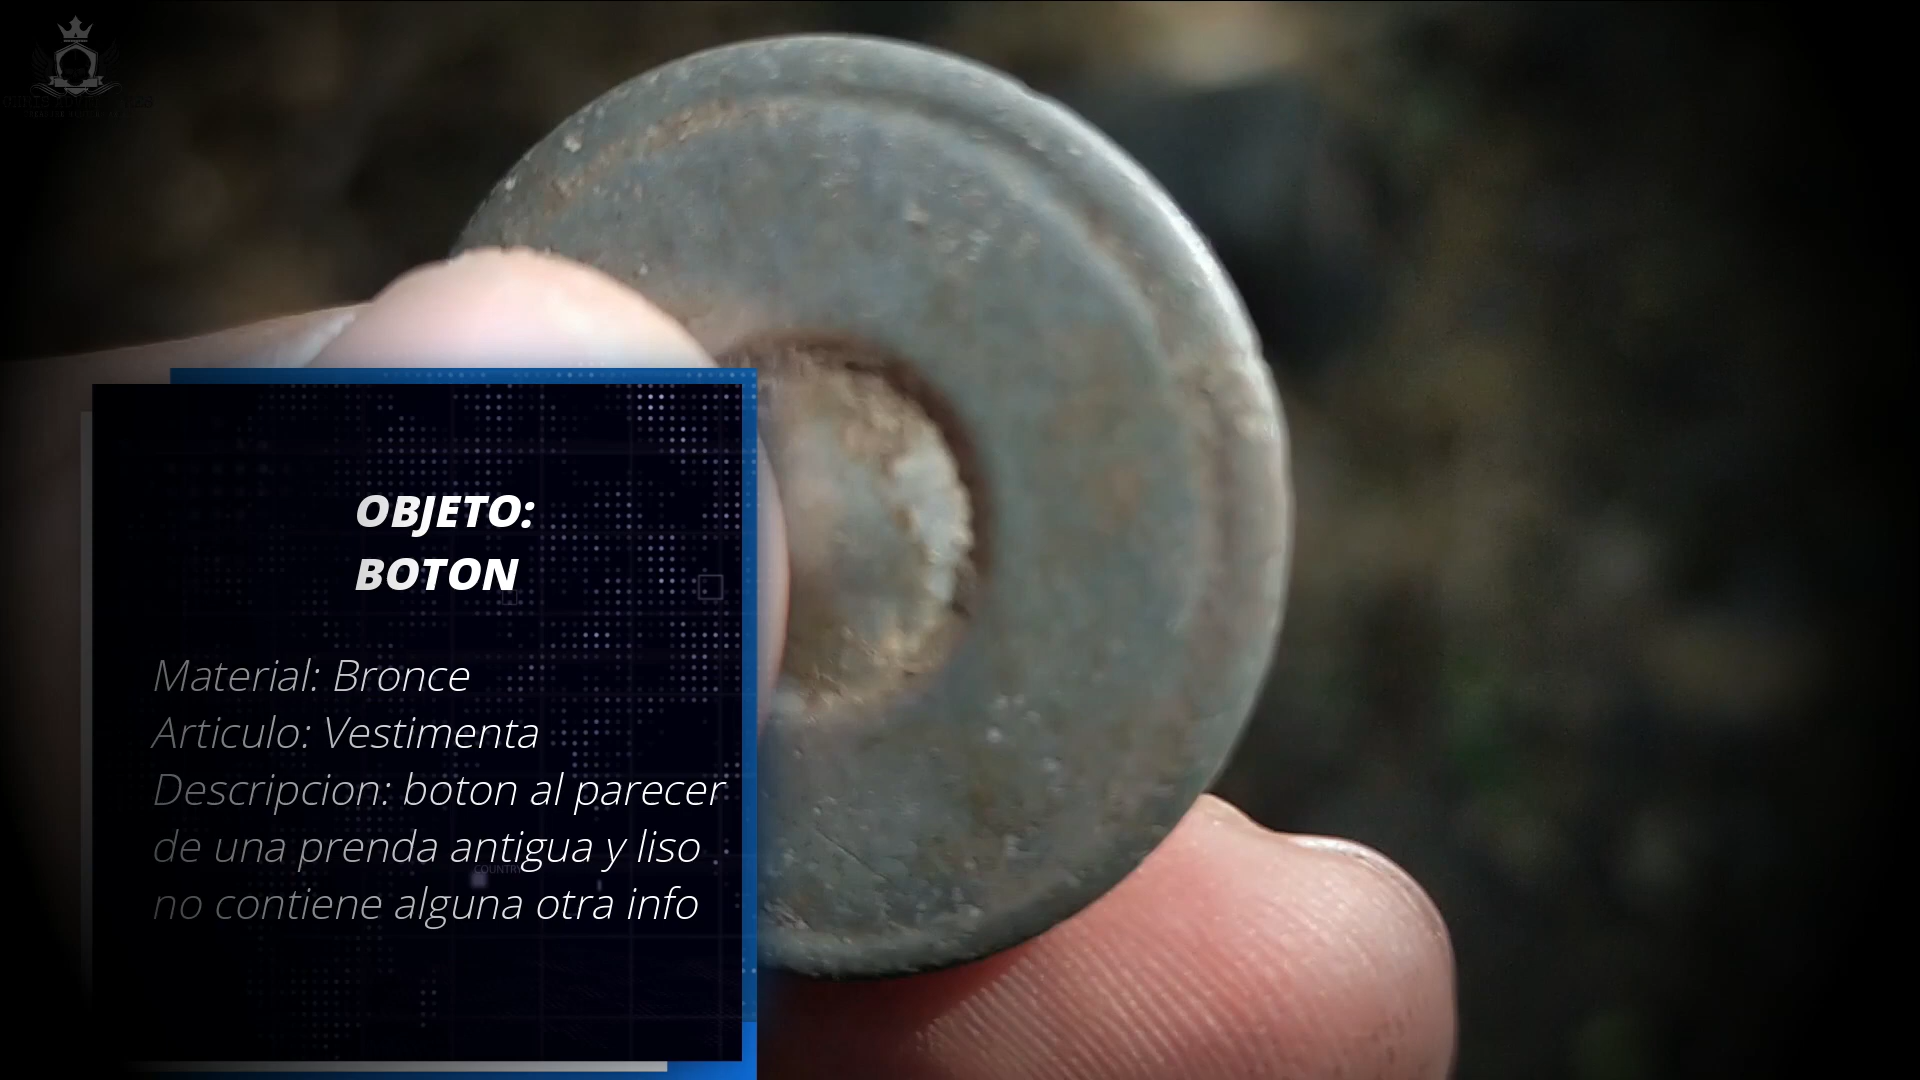 OBJETO:
BOTON
Material: Bronce
Articulo: Vestimenta
Descripcion: boton al parecer
de una prenda antigua y liso
no contiene alguna otra info
COUNTRY